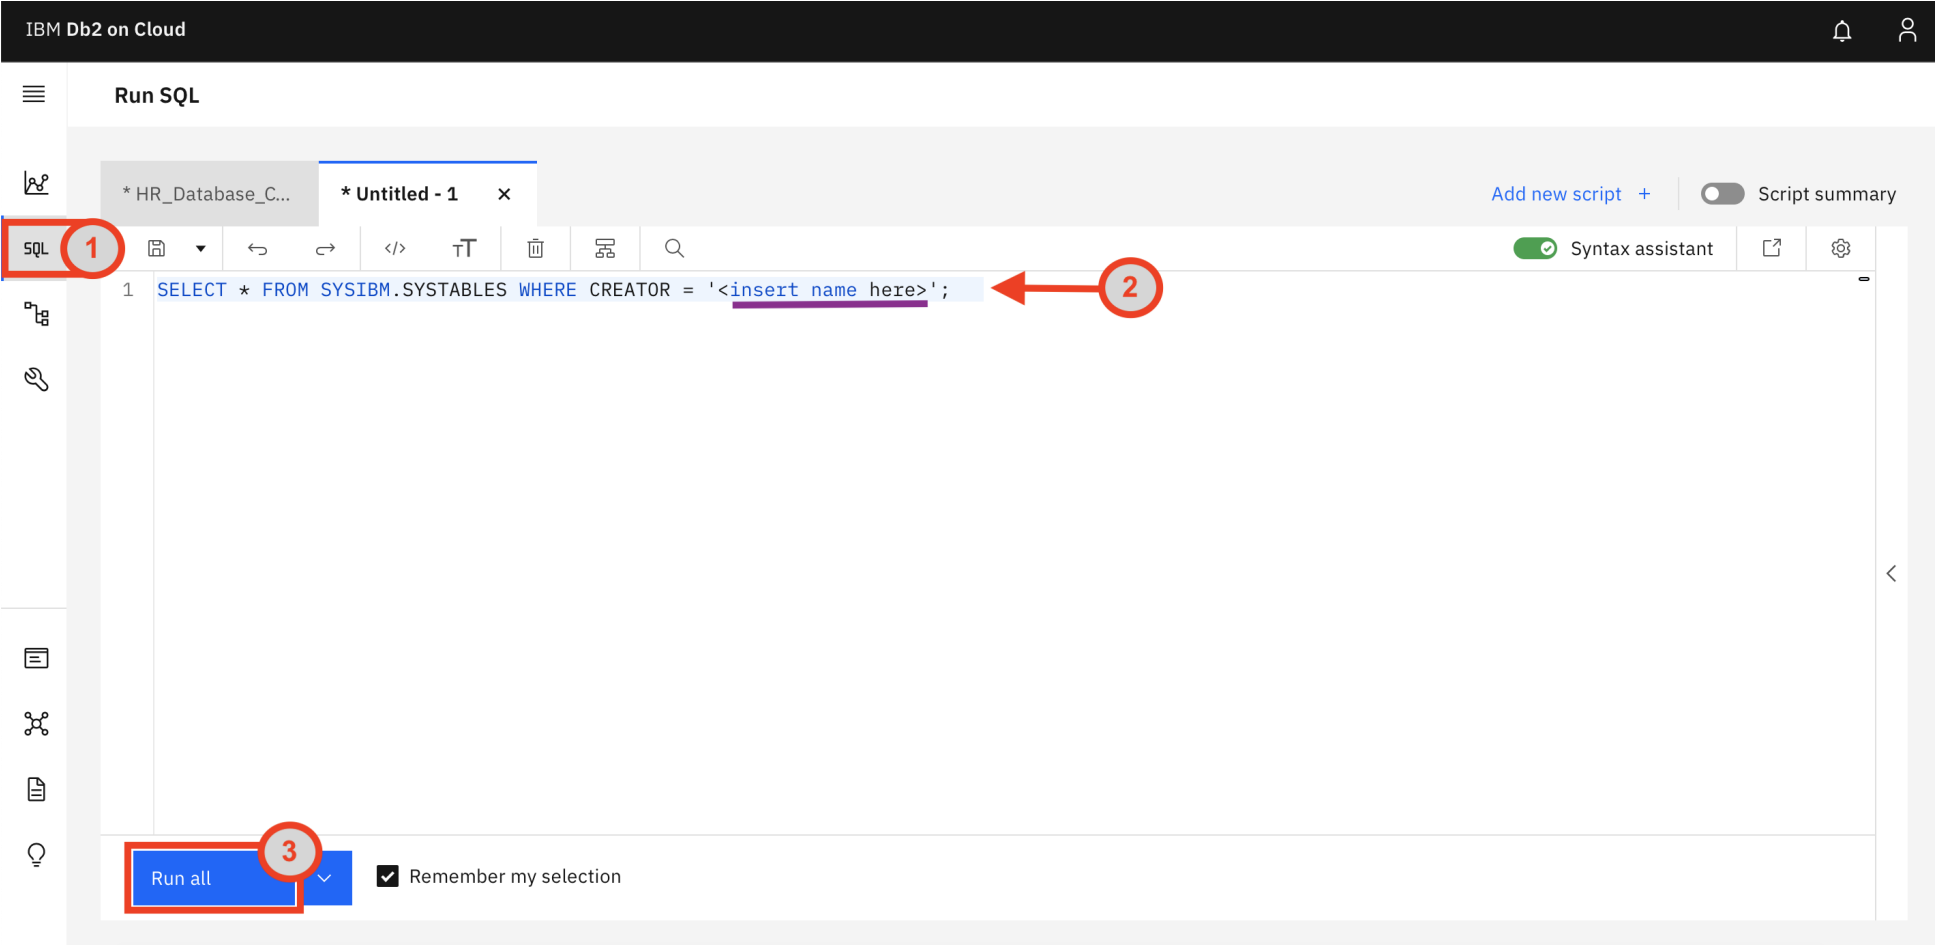 IBM Db2 on Cloud
Run SQL
* HR_Database_C...
* Untitled - 1
Add new script +
Script summary
SQL
1
Syntax assistant
1 SELECT * FROM SYSIBM.SYSTABLES WHERE CREATOR = '<insert name here>';
2
3
Run all
Remember my selection